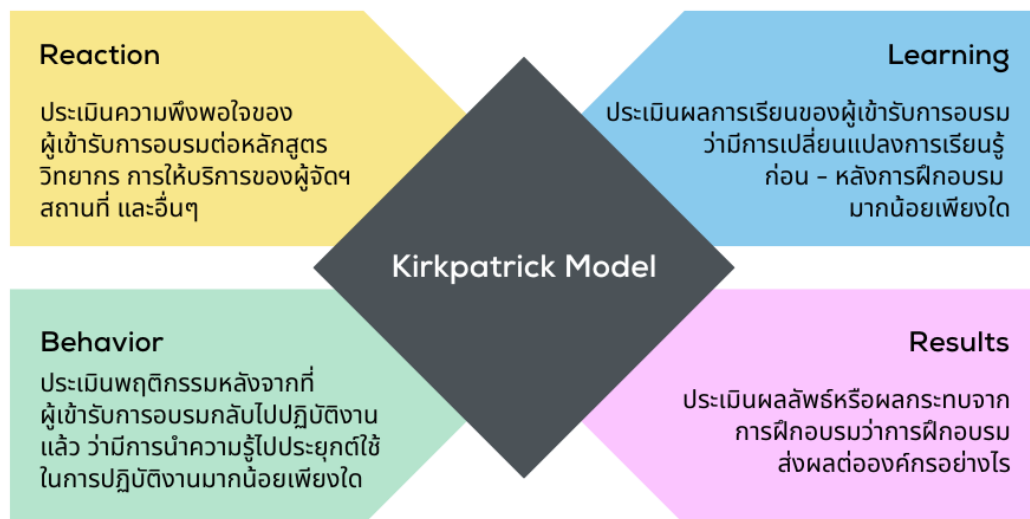 Reaction
ประเมินความพึงพอใจของ
ผู้เข้ารับการอบรมต่อหลักสูตร
วิทยากร การให้บริการของผู้จัดฯ
สถานที่ และอื่นๆ
Learning
ประเมินผลการเรียนของผู้เข้ารับการอบรม
ว่ามีการเปลี่ยนแปลงการเรียนรู้
ก่อน - หลังการฝึกอบรม
มากน้อยเพียงใด
Kirkpatrick Model
Behavior
ประเมินพฤติกรรมหลังจากที่
ผู้เข้ารับการอบรมกลับไปปฏิบัติงาน
แล้ว ว่ามีการนำความรู้ไปประยุกต์ใช้
ในการปฏิบัติงานมากน้อยเพียงใด
Results
ประเมินผลลัพธ์หรือผลกระทบจาก
การฝึกอบรมว่าการฝึกอบรม
ส่งผลต่อองค์กรอย่างไร